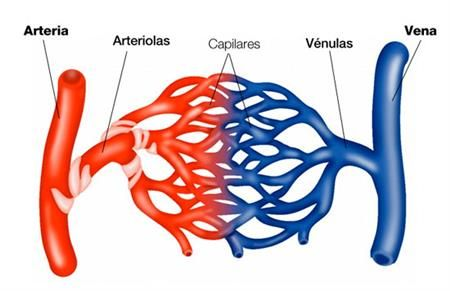 Arteria
Arteriolas
Capilares
Vénulas
Vena